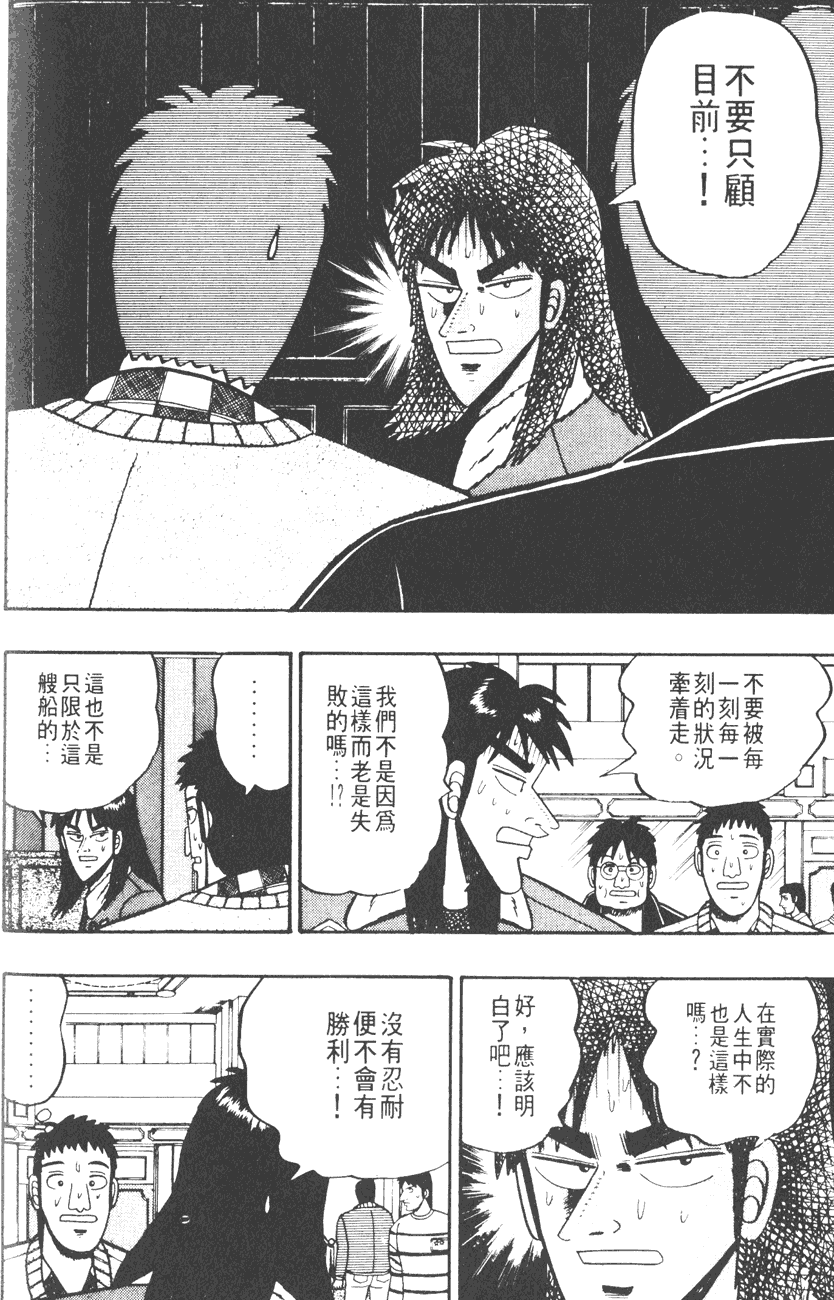 不要只顧
目前…！
不要被每
一刻每一
刻的狀況
牽着走。
我們不是因為
這樣而老是失
敗的嗎…!?
………
這也不是
只限於這
艘船的…
在實際的
人生中不
也是這樣
嗎…？
好，應該明
白了吧…！
沒有忍耐
便不會有
勝利…！
…………